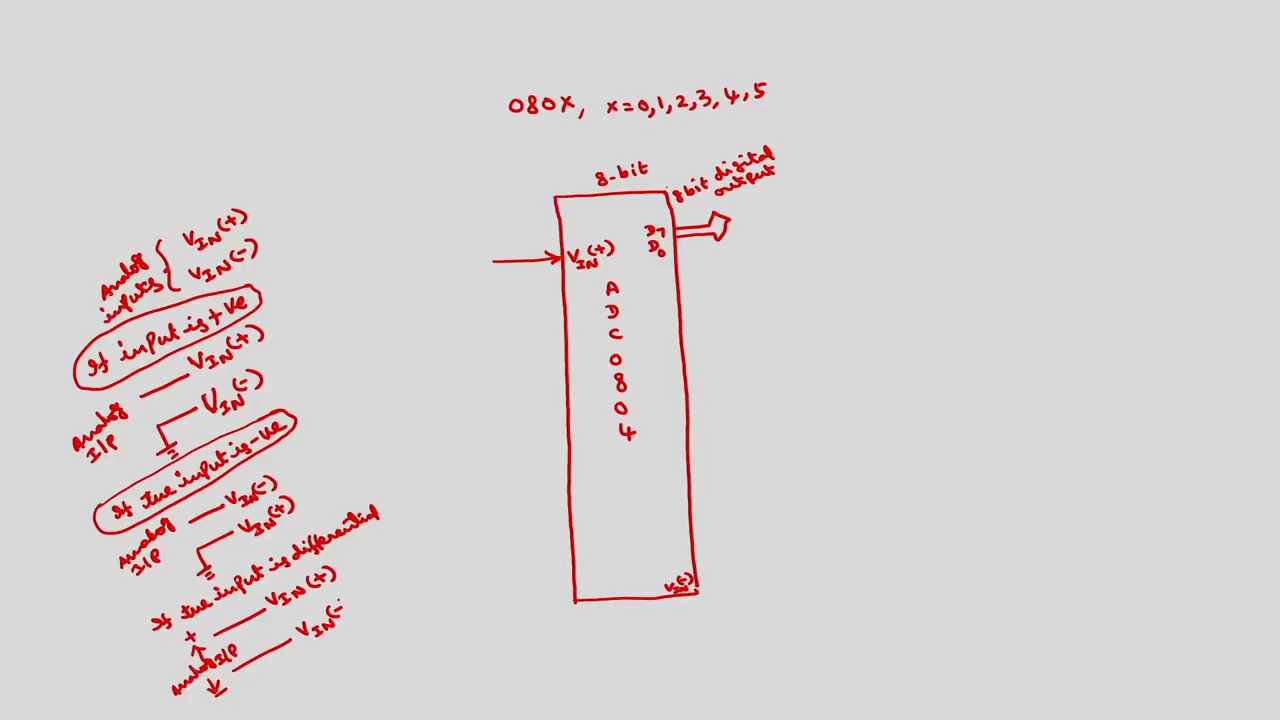 080X, X=0,1,2,3,4,5
8-bit
8bit digital
output
D7
D0
VIN(+)
A
D
C
0
8
0
4
VIN(-)
Analog
inputs
VIN(+)
VIN(-)
If input is +ve
VIN(+)
VIN(-)
Analog
I/P
If the input is -ve
VIN(-)
VIN(+)
Analog
I/P
If the input is differential
+
VIN(+)
Analog I/P
VIN(-